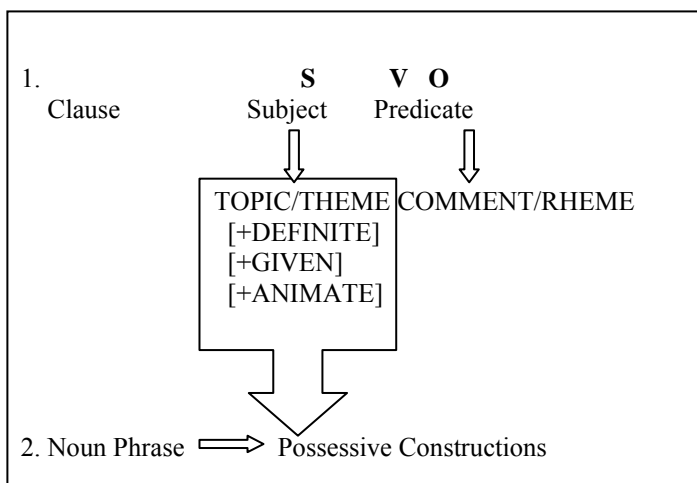 1. S V O
Clause Subject Predicate
TOPIC/THEME COMMENT/RHEME
[+DEFINITE]
[+GIVEN]
[+ANIMATE]
2. Noun Phrase Possessive Constructions